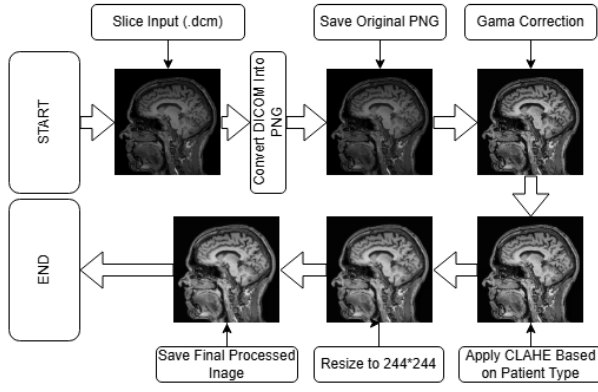 Slice Input (.dcm)
Save Original PNG
Gama Correction
START
Convert DICOM Into
PNG
END
Save Final Processed
Image
Resize to 244*244
Apply CLAHE Based
on Patient Type